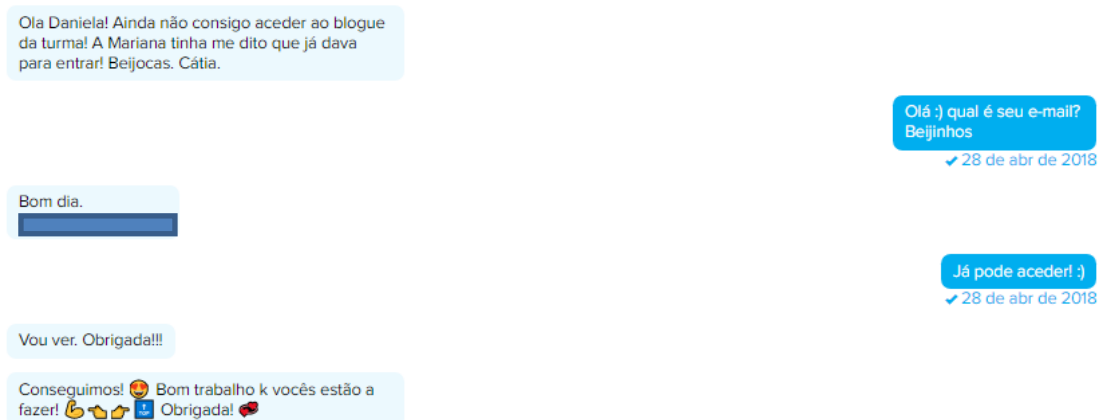 Ola Daniela! Ainda não consigo aceder ao blogue
da turma! A Mariana tinha me dito que já dava
para entrar! Beijocas. Cátia.
Olá :) qual é seu e-mail?
Beijinhos
✓ 28 de abr de 2018
Bom dia.
Já pode aceder! :)
✓ 28 de abr de 2018
Vou ver. Obrigada!!!
Conseguimos! 😍 Bom trabalho k vocês estão a
fazer! 💪👈👉🔝 Obrigada! 💋